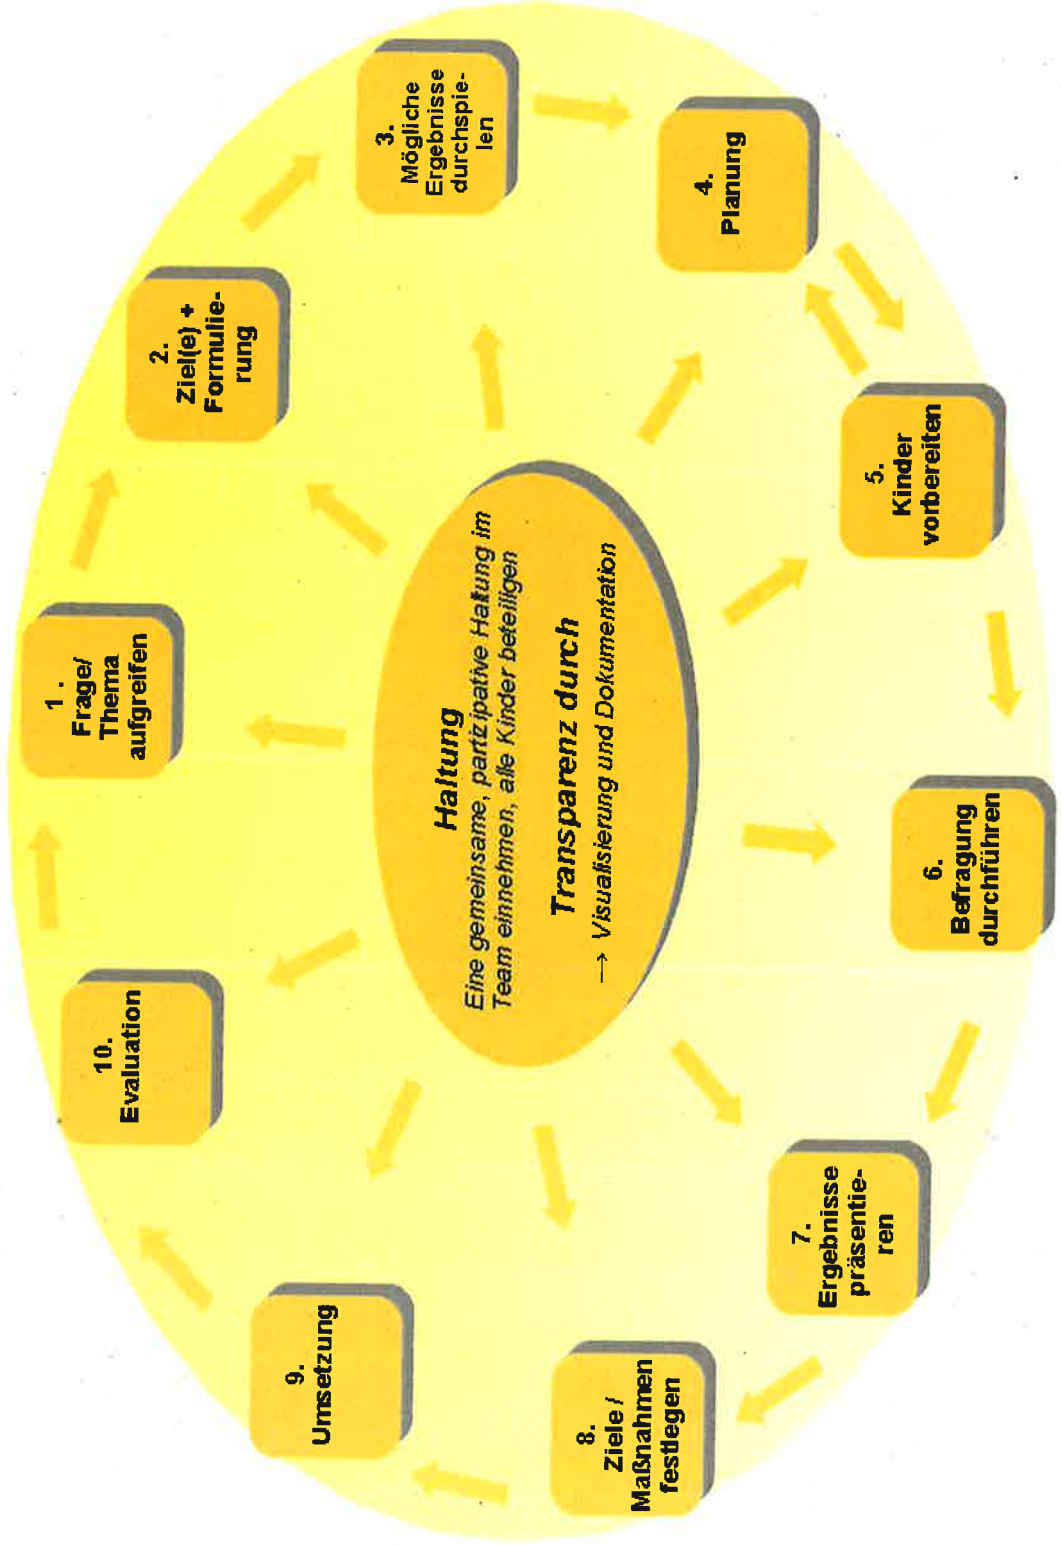 Haltung
Eine gemeinsame, partizipative Haltung im
Team einnehmen, alle Kinder beteiligen
Transparenz durch
→ Visualisierung und Dokumentation
1.
Frage/
Thema
aufgreifen
2.
Ziel(e) +
Formulie-
rung
3.
Mögliche
Ergebnisse
durchspie-
len
4.
Planung
5.
Kinder
vorbereiten
6.
Befragung
durchführen
7.
Ergebnisse
präsentie-
ren
8.
Ziele /
Maßnahmen
festlegen
9.
Umsetzung
10.
Evaluation